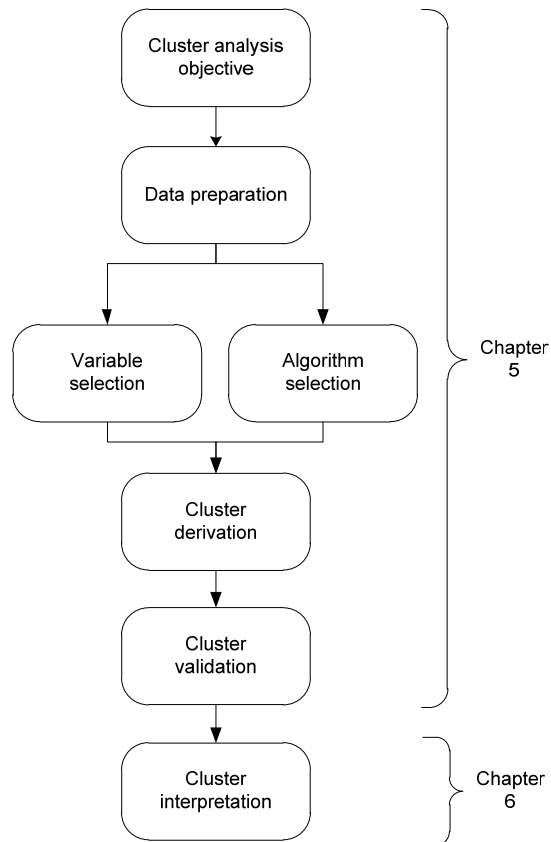 Cluster analysis
objective
Data preparation
Variable
selection
Algorithm
selection
Chapter
5
Cluster
derivation
Cluster
validation
Cluster
interpretation
Chapter
6